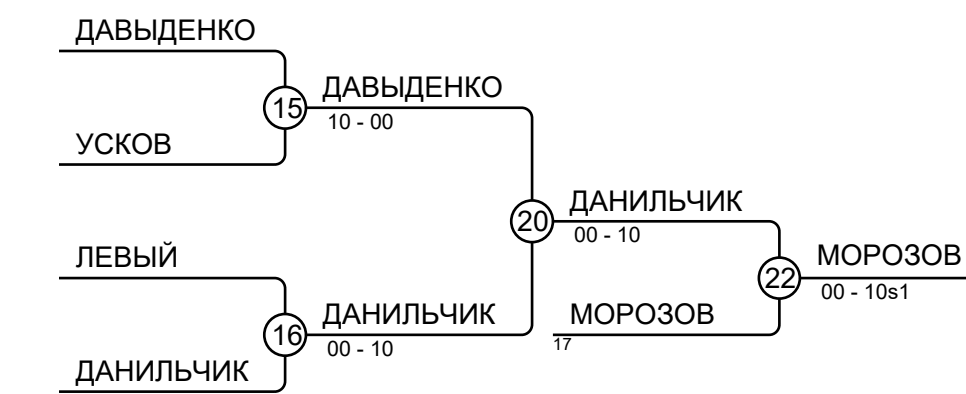 ДАВЫДЕНКО
15
ДАВЫДЕНКО
10 - 00
УСКОВ
20
ДАНИЛЬЧИК
00 - 10
ЛЕВЫЙ
22
МОРОЗОВ
00 - 10s1
16
ДАНИЛЬЧИК
00 - 10
МОРОЗОВ
17
ДАНИЛЬЧИК